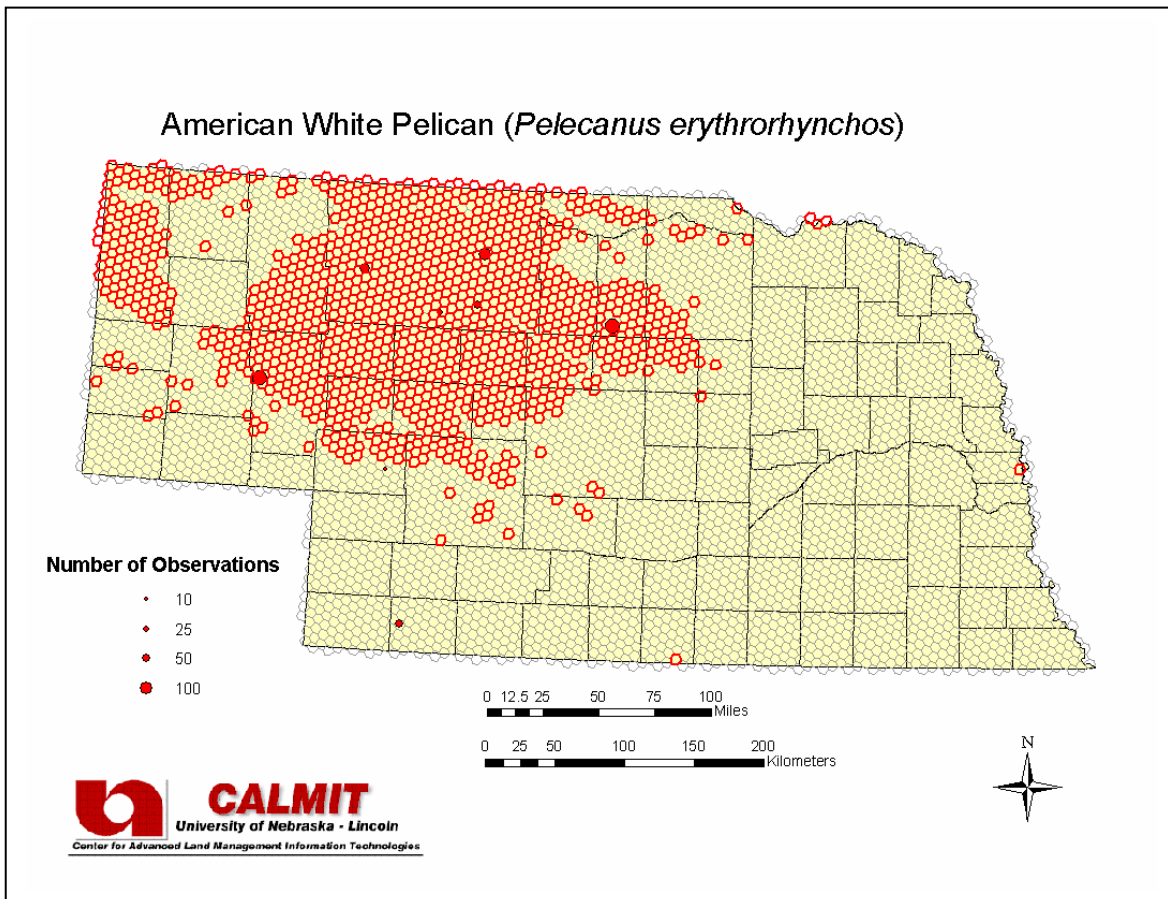 American White Pelican (Pelecanus erythrorhynchos)
Number of Observations
10
25
50
100
0 12.5 25 50 75 100
Miles
0 25 50 100 150 200
Kilometers
N
CALMIT
University of Nebraska - Lincoln
Center for Advanced Land Management Information Technologies